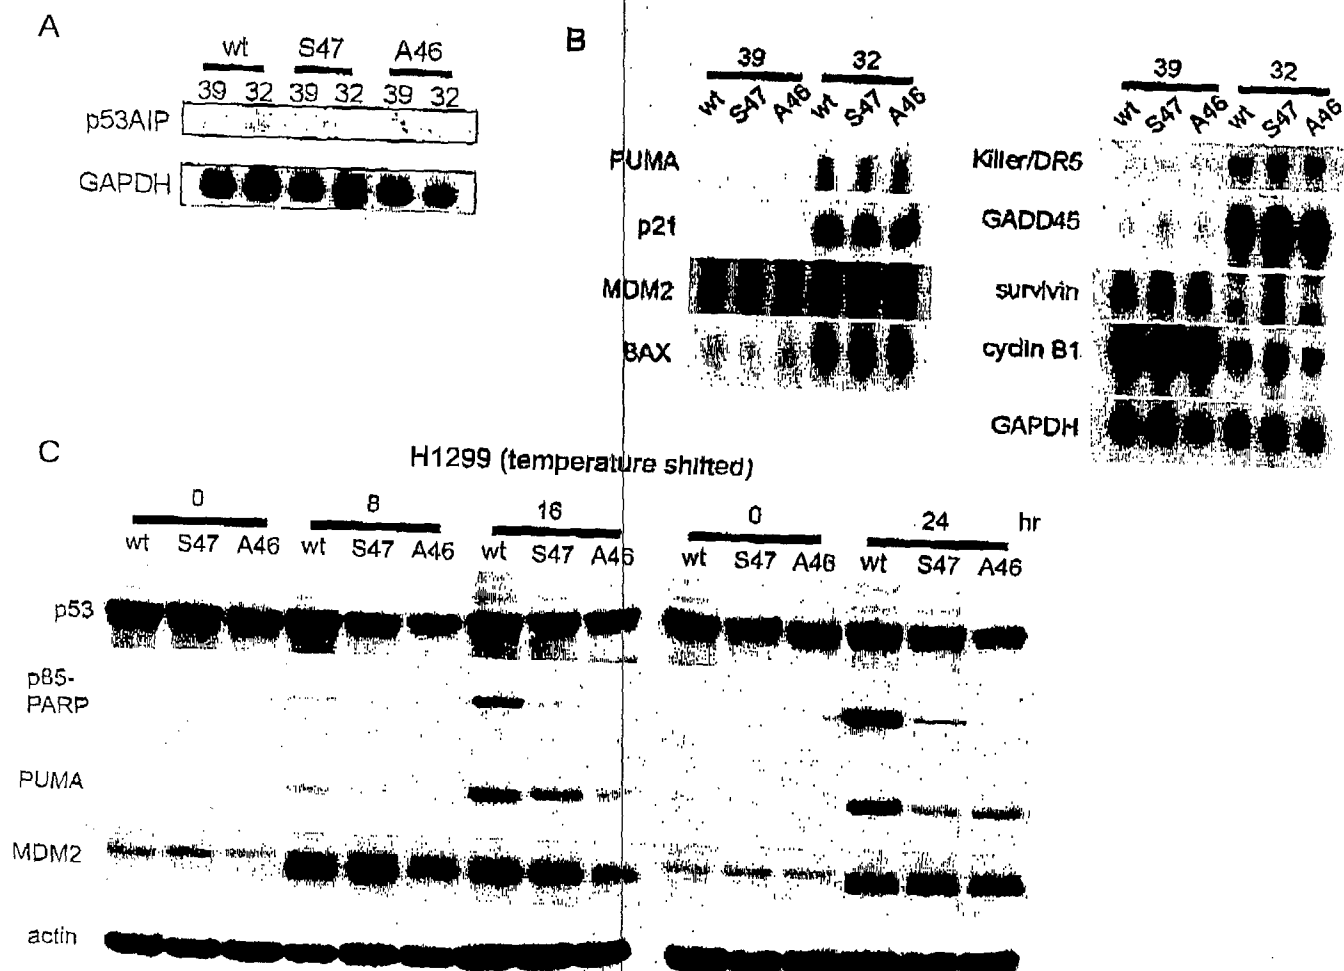 A
wt S47 A46
39 32 39 32 39 32
p53AIP
GAPDH
B
39 32
wt S47 A46 wt S47 A46
PUMA
p21
MDM2
BAX
39 32
wt S47 A46 wt S47 A46
Killer/DR5
GADD45
survivin
cyclin B1
GAPDH
C
H1299 (temperature shifted)
0 8 16 0 24 hr
wt S47 A46 wt S47 A46 wt S47 A46 wt S47 A46 wt S47 A46
p53
p85-
PARP
PUMA
MDM2
actin